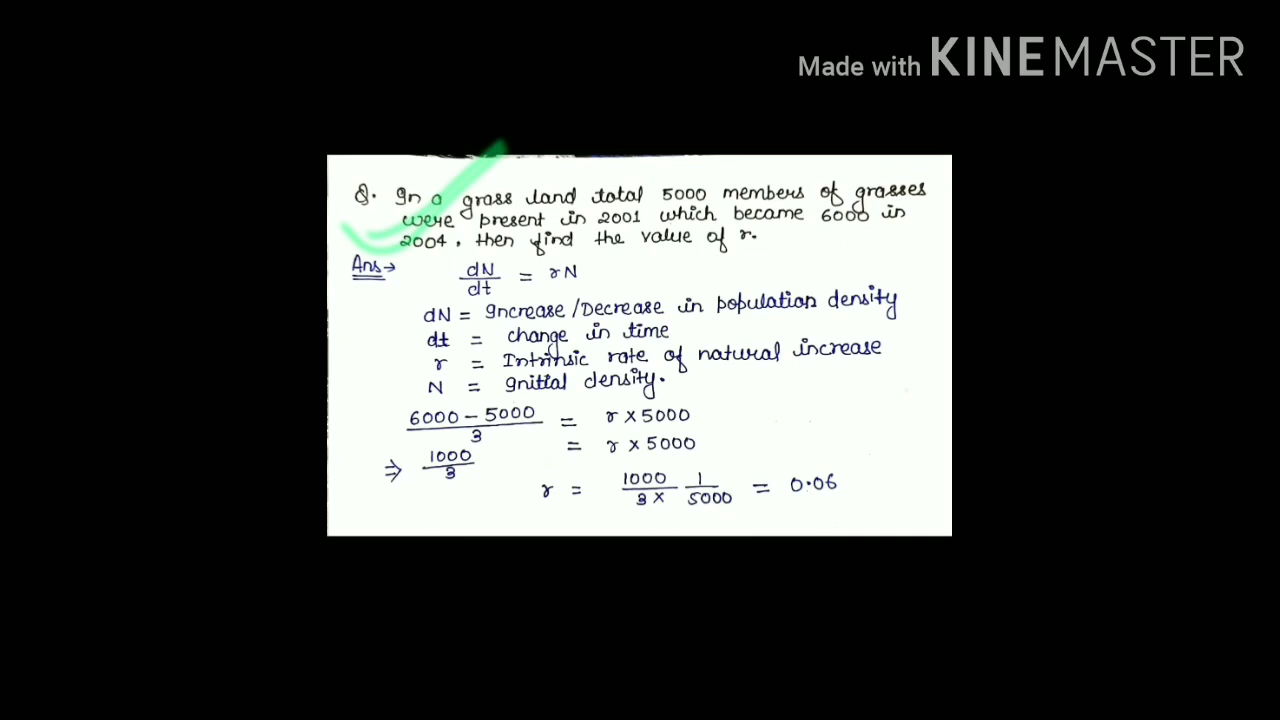 Made with KINEMASTER
Q. In a grass land total 5000 members of grasses
were present in 2001 which became 6000 in
2004, then find the value of r.
Ans→ dN/dt = rN
dN = Increase/Decrease in population density
dt = change in time
r = Intrinsic rate of natural increase
N = Initial density.
6000 – 5000/3 = r × 5000
⇒ 1000/3 = r × 5000
r = 1000/3 × 1/5000 = 0.06